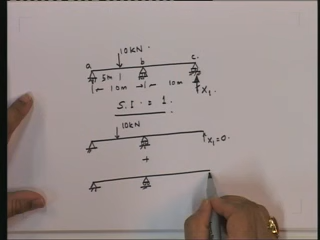 10kN.
a b c.
5m
10m 10m
X₁
S.I. = 1.
10kN
X₁=0.
+